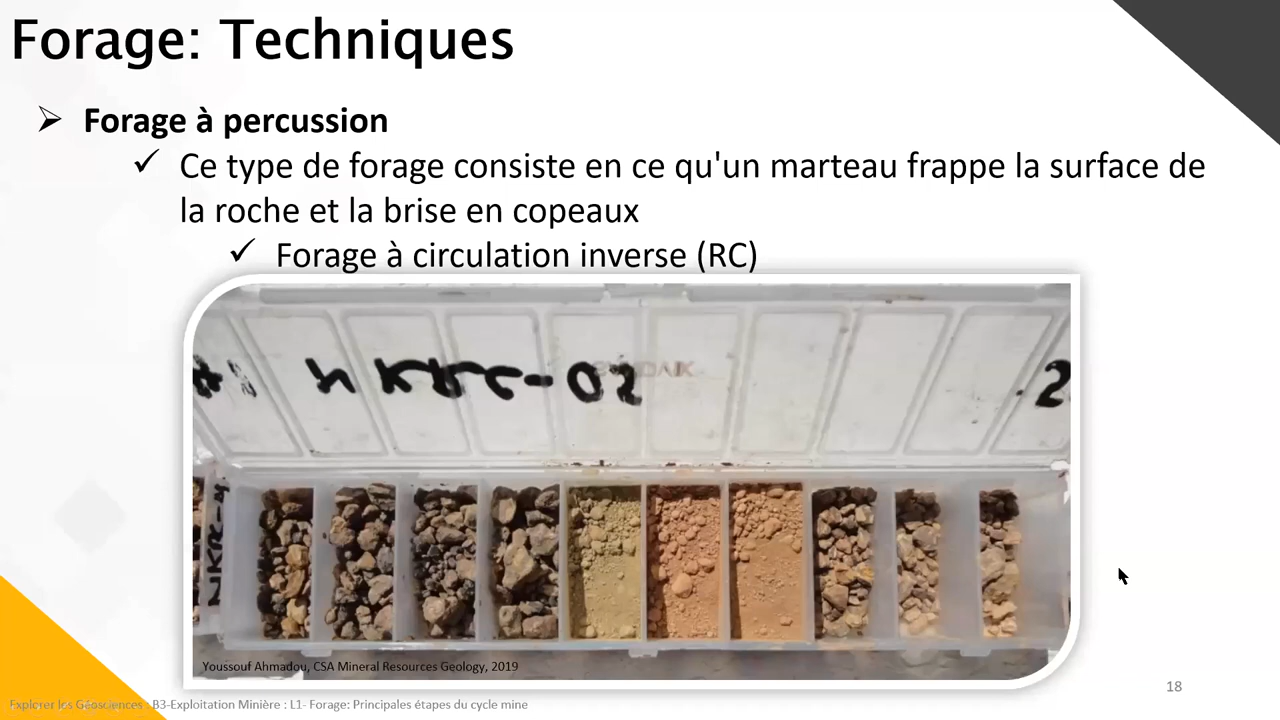 Forage: Techniques
Forage à percussion
Ce type de forage consiste en ce qu'un marteau frappe la surface de
la roche et la brise en copeaux
Forage à circulation inverse (RC)
NKRC-05
Youssouf Ahmadou, CSA Mineral Resources Geology, 2019
18
Explorer les Géosciences : B3-Exploitation Minière : L1- Forage: Principales étapes du cycle mine